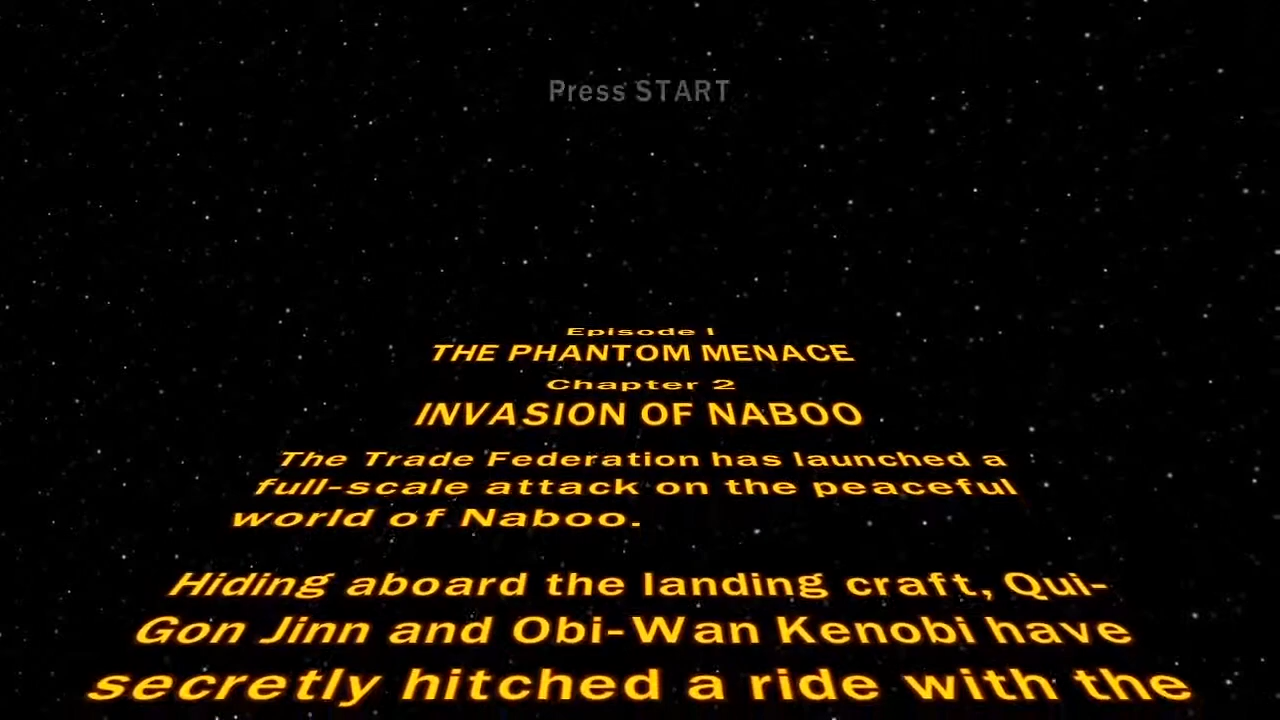 Press START
Episode I
THE PHANTOM MENACE
Chapter 2
INVASION OF NABOO
The Trade Federation has launched a
full-scale attack on the peaceful
world of Naboo.
Hiding aboard the landing craft, Qui-
Gon Jinn and Obi-Wan Kenobi have
secretly hitched a ride with the